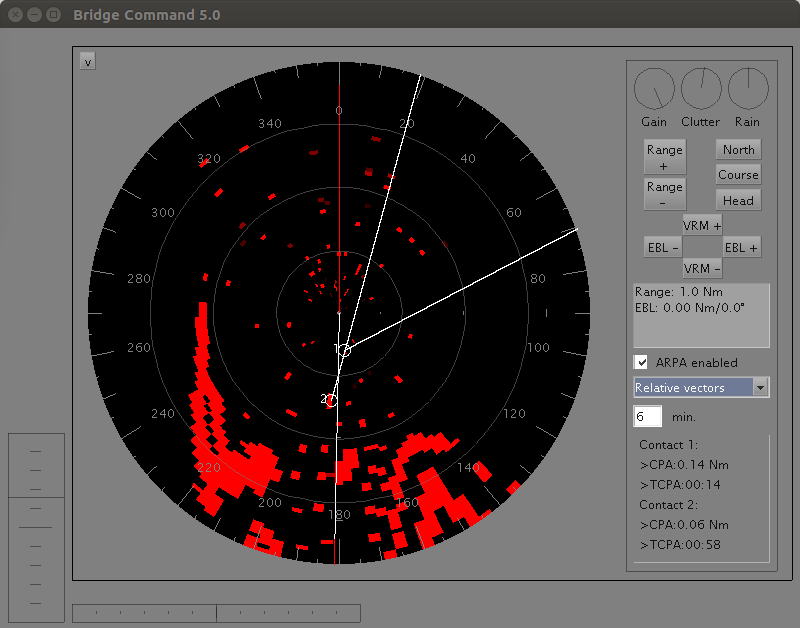 Bridge Command 5.0
v
0
20
40
60
80
100
120
140
160
180
200
220
240
260
280
300
320
340
1
2
Gain Clutter Rain
Range +
Range -
North
Course
Head
VRM +
EBL - EBL +
VRM -
Range: 1.0 Nm
EBL: 0.00 Nm/0.0°
ARPA enabled
Relative vectors
6 min.
Contact 1:
>CPA:0.14 Nm
>TCPA:00:14
Contact 2:
>CPA:0.06 Nm
>TCPA:00:58